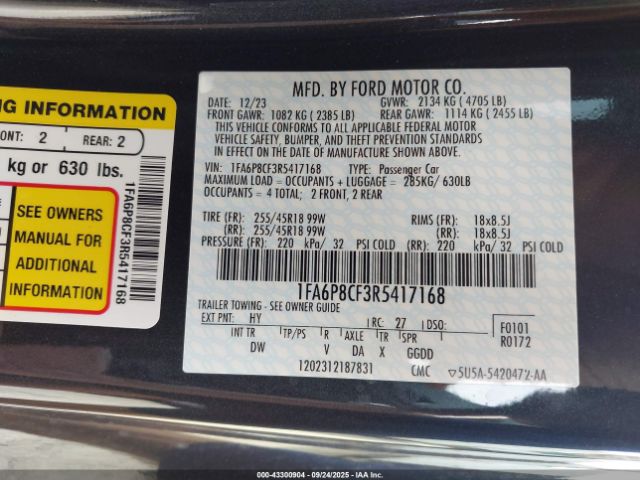 NG INFORMATION
ONT: 2 REAR: 2
kg or 630 lbs.
SEE OWNERS
MANUAL FOR
ADDITIONAL
INFORMATION
1FA6P8CF3R5417168
MFD. BY FORD MOTOR CO.
DATE: 12/23 GVWR: 2134 KG ( 4705 LB)
FRONT GAWR: 1082 KG ( 2385 LB) REAR GAWR: 1114 KG ( 2455 LB)
THIS VEHICLE CONFORMS TO ALL APPLICABLE FEDERAL MOTOR
VEHICLE SAFETY, BUMPER, AND THEFT PREVENTION STANDARDS
IN EFFECT ON THE DATE OF MANUFACTURE SHOWN ABOVE.
VIN: 1FA6P8CF3R5417168 TYPE: Passenger Car
MAXIMUM LOAD = OCCUPANTS + LUGGAGE = 285KG/ 630LB
OCCUPANTS = 4 TOTAL; 2 FRONT, 2 REAR
TIRE (FR): 255/45R18 99W RIMS (FR): 18x8.5J
(RR): 255/45R18 99W (RR): 18x8.5J
PRESSURE (FR): 220 kPa/ 32 PSI COLD (RR): 220 kPa/ 32 PSI COLD
1FA6P8CF3R5417168
TRAILER TOWING - SEE OWNER GUIDE
EXT PNT: HY RC: 27 DSO: F0101
R0172
INT TR TP/PS R AXLE TR SPR
DW V DA X GGDD
1202312187831 CMC ▽5U5A-5420472-AA
000-43300904 - 09/24/2025 - IAAI.COM